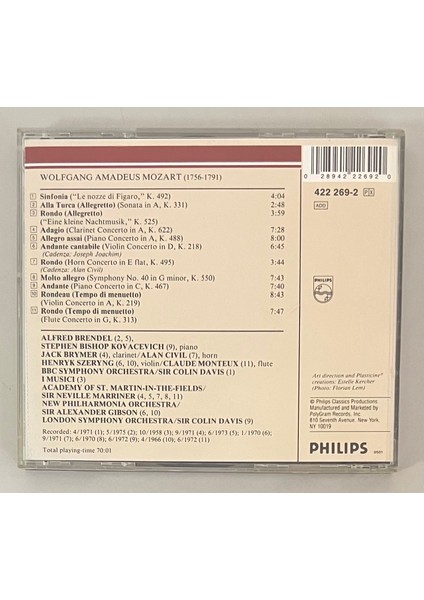 WOLFGANG AMADEUS MOZART (1756-1791)
1 Sinfonia ("Le nozze di Figaro," K. 492) 4:04
2 Alla Turca (Allegretto) (Sonata in A, K. 331) 2:48
3 Rondo (Allegretto) 3:59
("Eine kleine Nachtmusik," K. 525)
4 Adagio (Clarinet Concerto in A, K. 622) 7:28
5 Allegro assai (Piano Concerto in A, K. 488) 8:00
6 Andante cantabile (Violin Concerto in D, K. 218) 6:45
(Cadenza: Joseph Joachim)
7 Rondo (Horn Concerto in E flat, K. 495) 3:44
(Cadenza: Alan Civil)
8 Molto allegro (Symphony No. 40 in G minor, K. 550) 7:43
9 Andante (Piano Concerto in C, K. 467) 7:40
10 Rondeau (Tempo di menuetto) 8:43
(Violin Concerto in A, K. 219)
11 Rondo (Tempo di menuetto) 7:47
(Flute Concerto in G, K. 313)
ALFRED BRENDEL (2, 5),
STEPHEN BISHOP KOVACEVICH (9), piano
JACK BRYMER (4), clarinet/ALAN CIVIL (7), horn
HENRYK SZERYNG (6, 10), violin/CLAUDE MONTEUX (11), flute
BBC SYMPHONY ORCHESTRA/SIR COLIN DAVIS (1)
I MUSICI (3)
ACADEMY OF ST. MARTIN-IN-THE-FIELDS/
SIR NEVILLE MARRINER (4, 5, 7, 8, 11)
NEW PHILHARMONIA ORCHESTRA/
SIR ALEXANDER GIBSON (6, 10)
LONDON SYMPHONY ORCHESTRA/SIR COLIN DAVIS (9)
Recorded: 4/1971 (1); 5/1975 (2); 10/1958 (3); 9/1971 (4); 6/1973 (5); 1/1970 (6);
9/1971 (7); 6/1970 (8); 6/1972 (9); 4/1966 (10); 6/1972 (11)
Total playing-time 70:01
0 28942 22692 0
422 269-2 PX
ADD
PHILIPS
Art direction and Plasticine®
creations: Estelle Kercher
(Photo: Florian Lem)
℗ Philips Classics Productions
Manufactured and Marketed by
PolyGram Records, Inc.
810 Seventh Avenue, New York,
NY 10019
PHILIPS